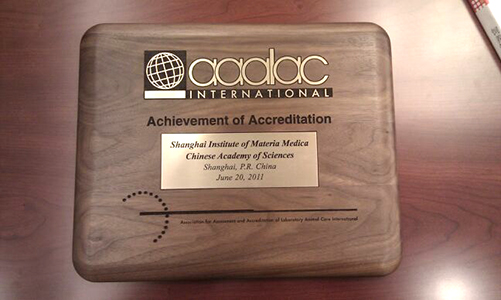 aaalac
INTERNATIONAL
Achievement of Accreditation
Shanghai Institute of Materia Medica
Chinese Academy of Sciences
Shanghai, P.R. China
June 20, 2011
Association for Assessment and Accreditation of Laboratory Animal Care International